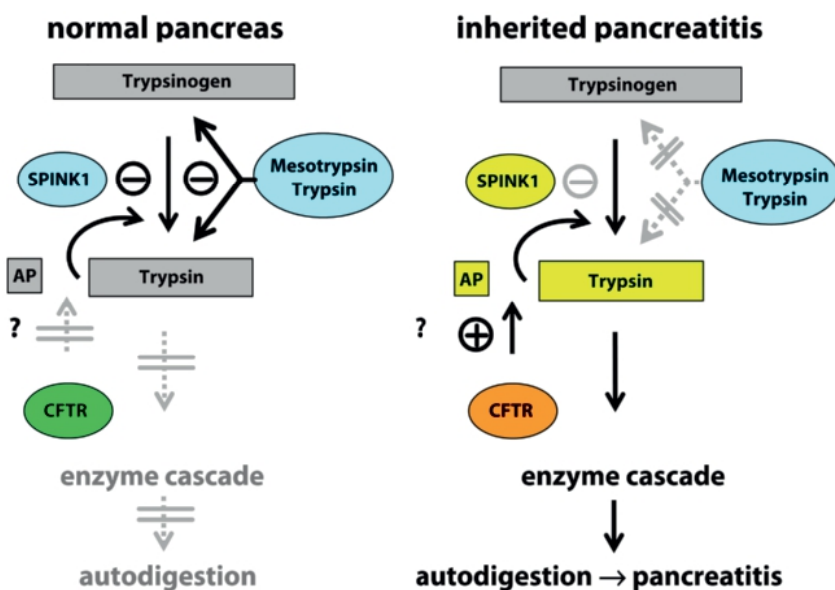 normal pancreas
Trypsinogen
SPINK1
Mesotrypsin
Trypsin
AP
Trypsin
?
CFTR
enzyme cascade
autodigestion
inherited pancreatitis
Trypsinogen
SPINK1
Mesotrypsin
Trypsin
AP
Trypsin
?
CFTR
enzyme cascade
autodigestion → pancreatitis